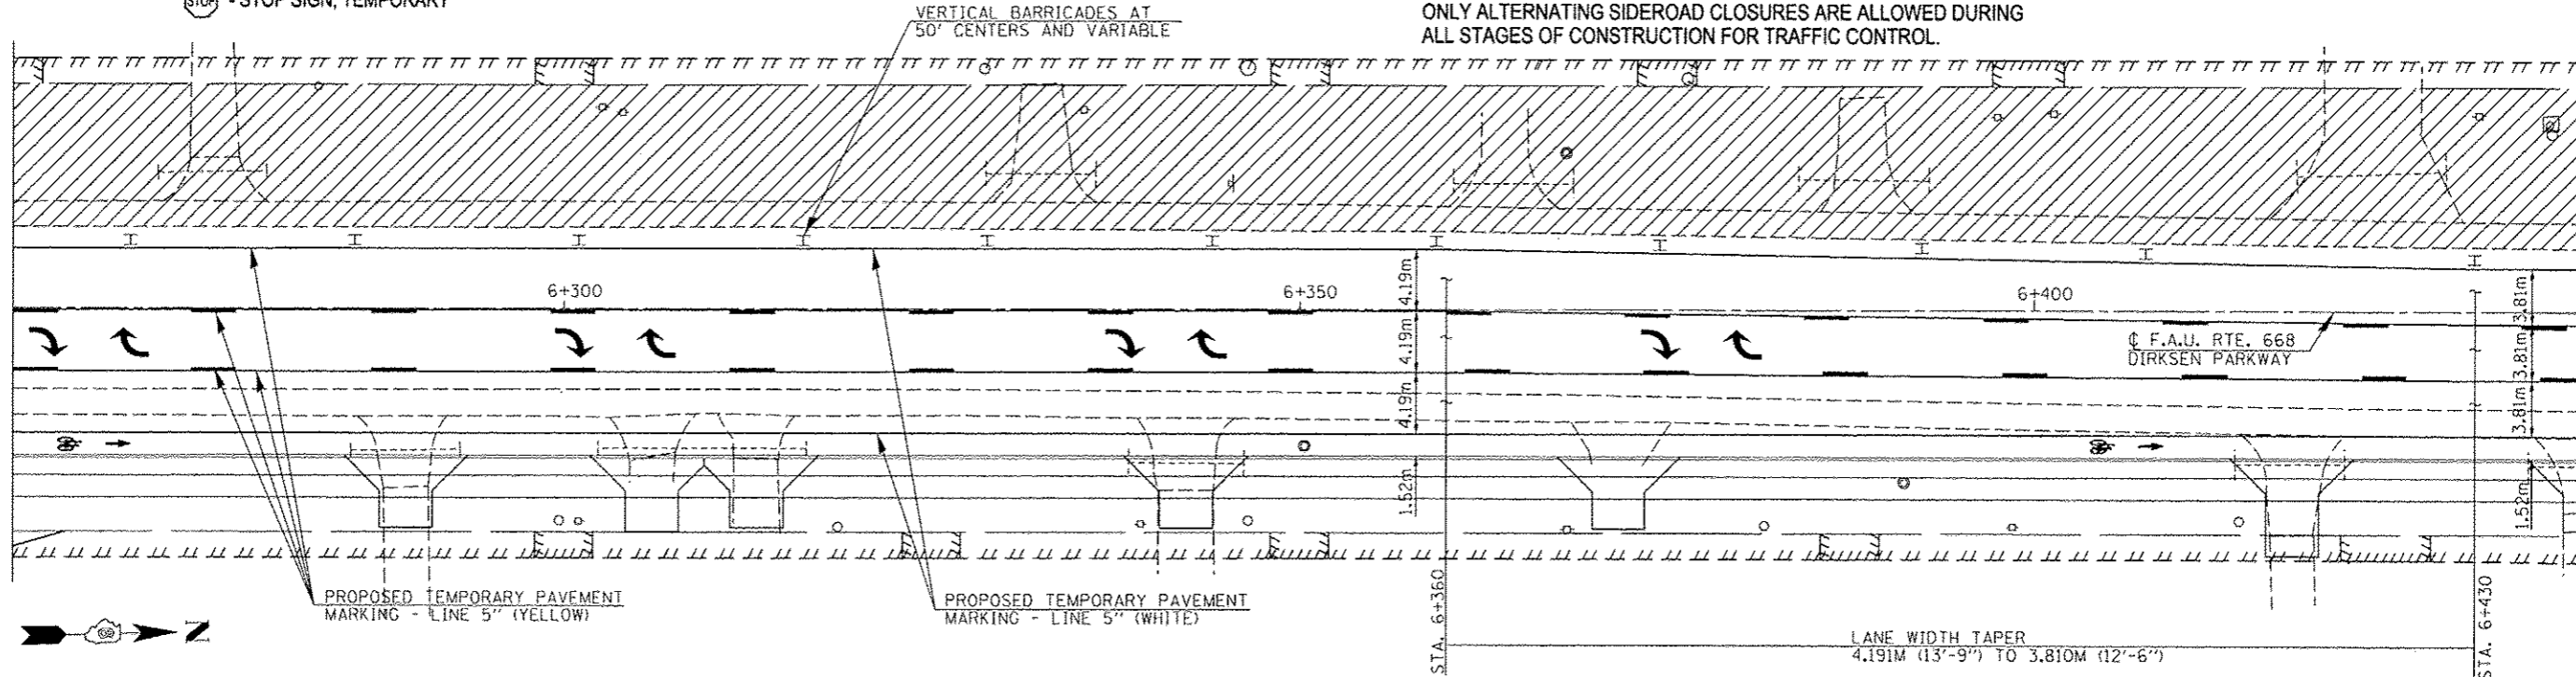 STOP - STOP SIGN, TEMPORARY
VERTICAL BARRICADES AT
50' CENTERS AND VARIABLE
ONLY ALTERNATING SIDEROAD CLOSURES ARE ALLOWED DURING
ALL STAGES OF CONSTRUCTION FOR TRAFFIC CONTROL.
6+300
6+350
6+400
4.19m
4.19m
4.19m
1.52m
3.81m
3.81m
3.81m
1.52m
℄ F.A.U. RTE. 668
DIRKSEN PARKWAY
PROPOSED TEMPORARY PAVEMENT
MARKING - LINE 5" (YELLOW)
PROPOSED TEMPORARY PAVEMENT
MARKING - LINE 5" (WHITE)
STA. 6+360
LANE WIDTH TAPER
4.191M (13'-9") TO 3.810M (12'-6")
STA. 6+430
N